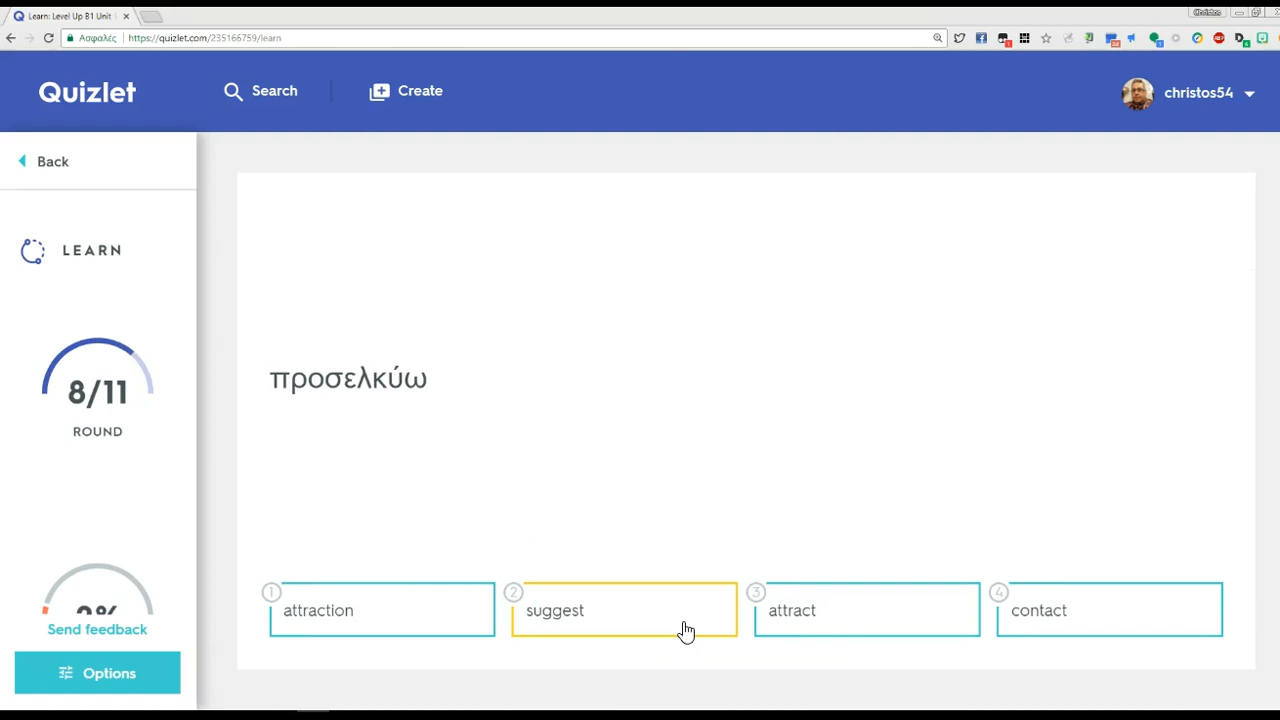 Learn: Level Up B1 Unit
Christos
Ασφαλές https://quizlet.com/235166759/learn
Quizlet Search Create christos54
Back
LEARN
8/11
ROUND
προσελκύω
1 attraction
2 suggest
3 attract
4 contact
Send feedback
Options